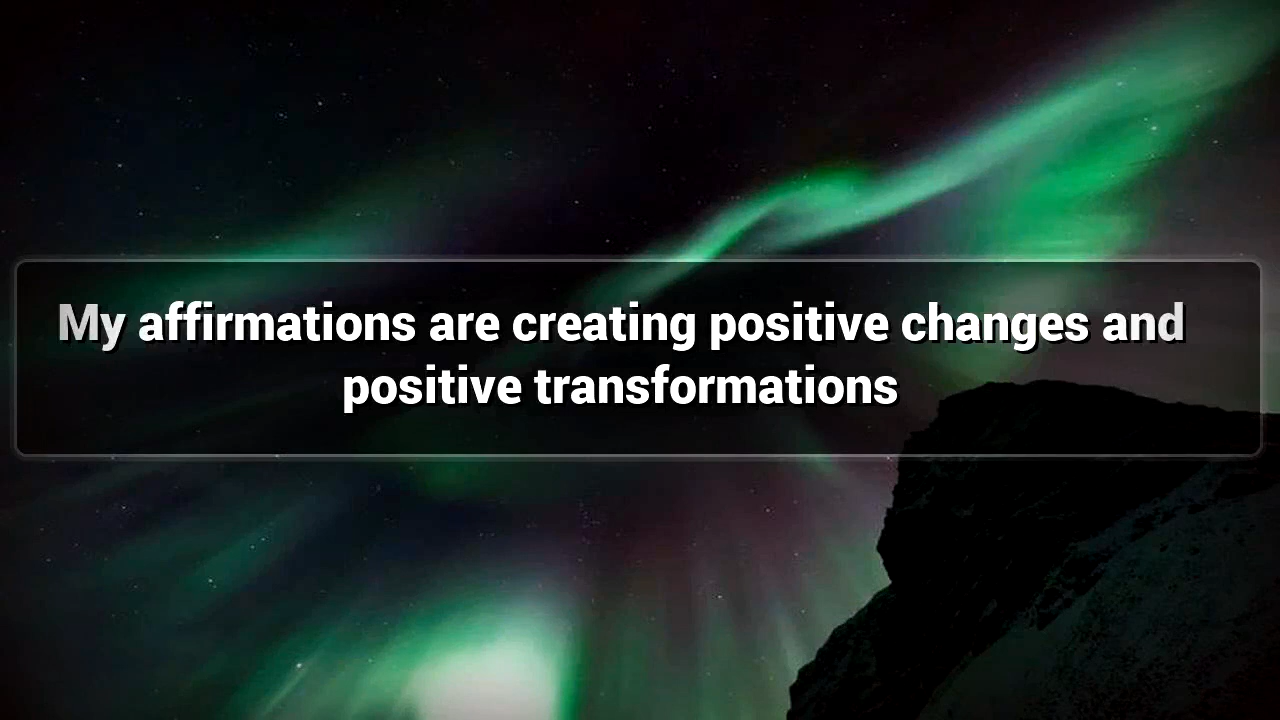 My affirmations are creating positive changes and
positive transformations